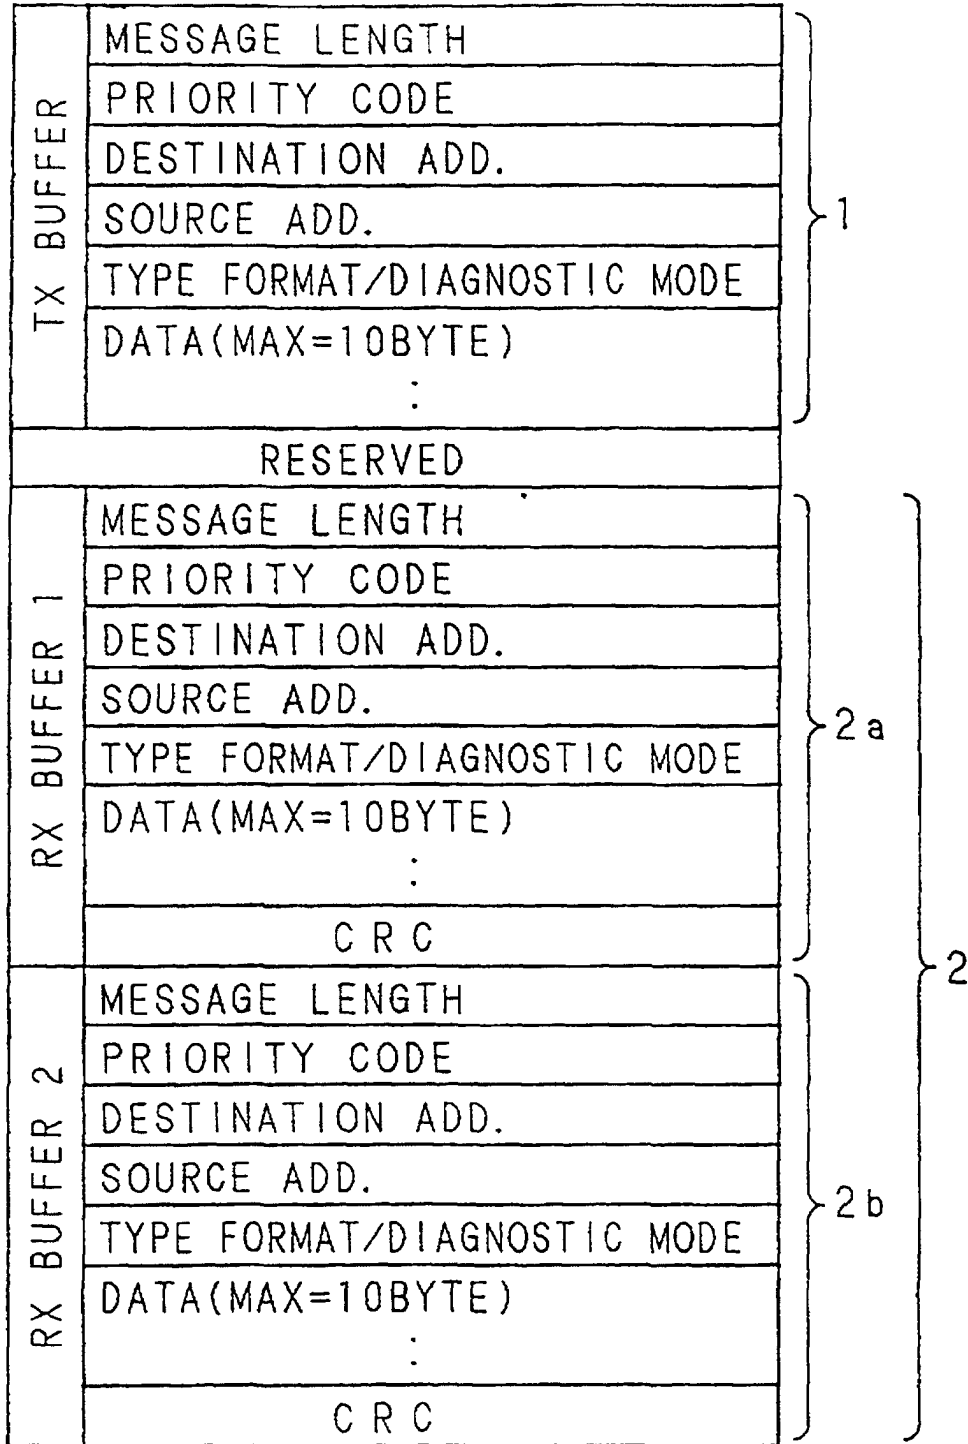 TX BUFFER
MESSAGE LENGTH
PRIORITY CODE
DESTINATION ADD.
SOURCE ADD.
TYPE FORMAT/DIAGNOSTIC MODE
DATA(MAX=10BYTE)
:
1
RESERVED
RX BUFFER 1
MESSAGE LENGTH
PRIORITY CODE
DESTINATION ADD.
SOURCE ADD.
TYPE FORMAT/DIAGNOSTIC MODE
DATA(MAX=10BYTE)
:
CRC
2a
RX BUFFER 2
MESSAGE LENGTH
PRIORITY CODE
DESTINATION ADD.
SOURCE ADD.
TYPE FORMAT/DIAGNOSTIC MODE
DATA(MAX=10BYTE)
:
CRC
2b
2